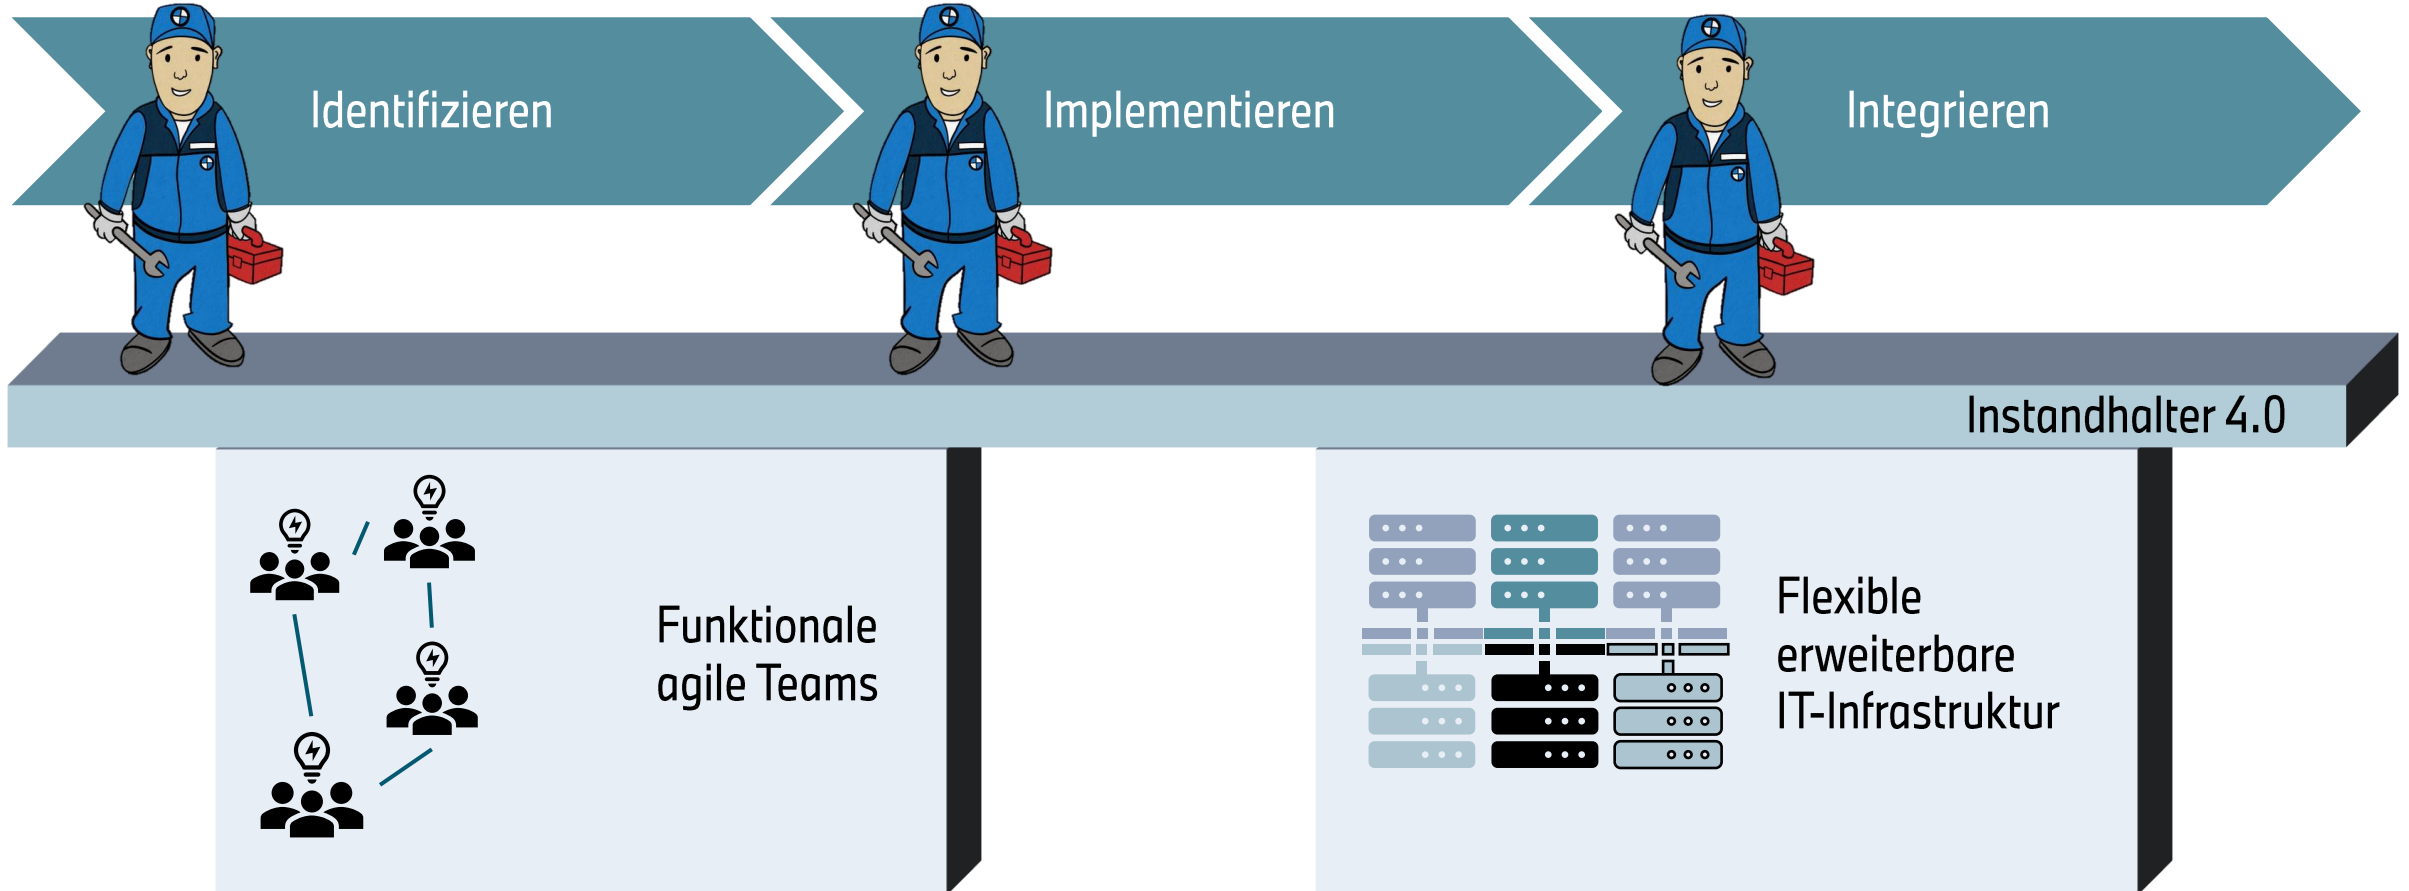 Identifizieren
Implementieren
Integrieren
Instandhalter 4.0
Funktionale
agile Teams
Flexible
erweiterbare
IT-Infrastruktur